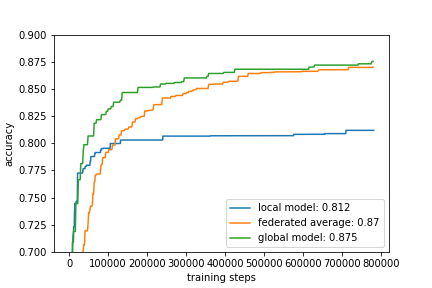 0.900
0.875
0.850
0.825
0.800
0.775
0.750
0.725
0.700
accuracy
0 100000 200000 300000 400000 500000 600000 700000 800000
training steps
local model: 0.812
federated average: 0.87
global model: 0.875